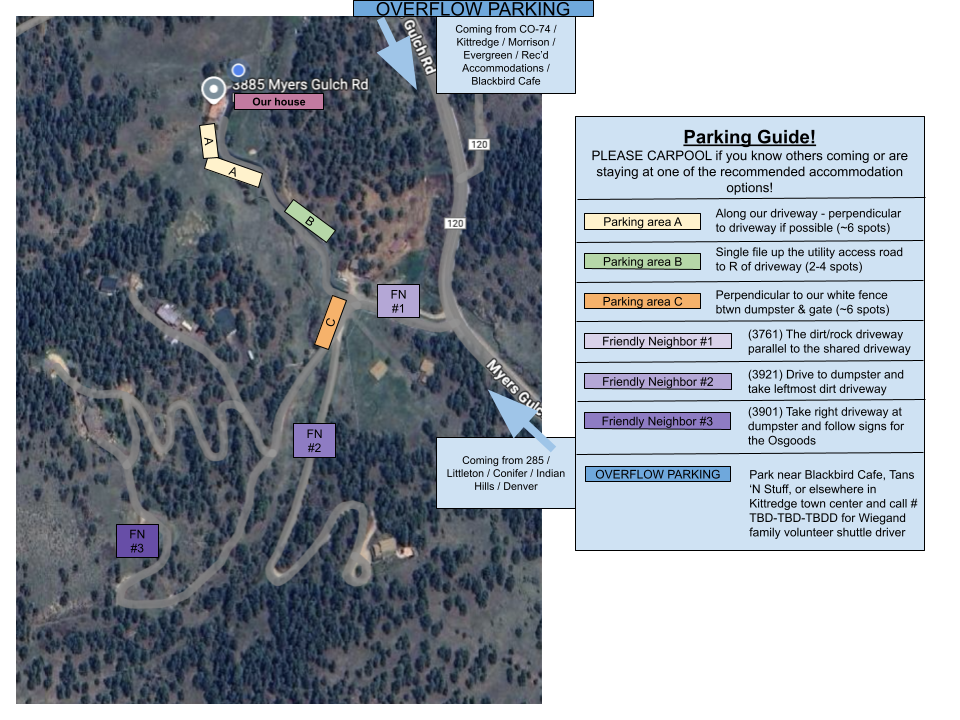 OVERFLOW PARKING
Coming from CO-74 /
Kittredge / Morrison /
Evergreen / Rec'd
Accommodations /
Blackbird Cafe
Gulch Rd
3885 Myers Gulch Rd
Our house
A
A
B
120
120
FN
#1
C
Myers Gulc
FN
#2
Coming from 285 /
Littleton / Conifer / Indian
Hills / Denver
FN
#3
Parking Guide!
PLEASE CARPOOL if you know others coming or are
staying at one of the recommended accommodation
options!
Parking area A
Along our driveway - perpendicular
to driveway if possible (~6 spots)
Parking area B
Single file up the utility access road
to R of driveway (2-4 spots)
Parking area C
Perpendicular to our white fence
btwn dumpster & gate (~6 spots)
Friendly Neighbor #1
(3761) The dirt/rock driveway
parallel to the shared driveway
Friendly Neighbor #2
(3921) Drive to dumpster and
take leftmost dirt driveway
Friendly Neighbor #3
(3901) Take right driveway at
dumpster and follow signs for
the Osgoods
OVERFLOW PARKING
Park near Blackbird Cafe, Tans
'N Stuff, or elsewhere in
Kittredge town center and call #
TBD-TBD-TBDD for Wiegand
family volunteer shuttle driver